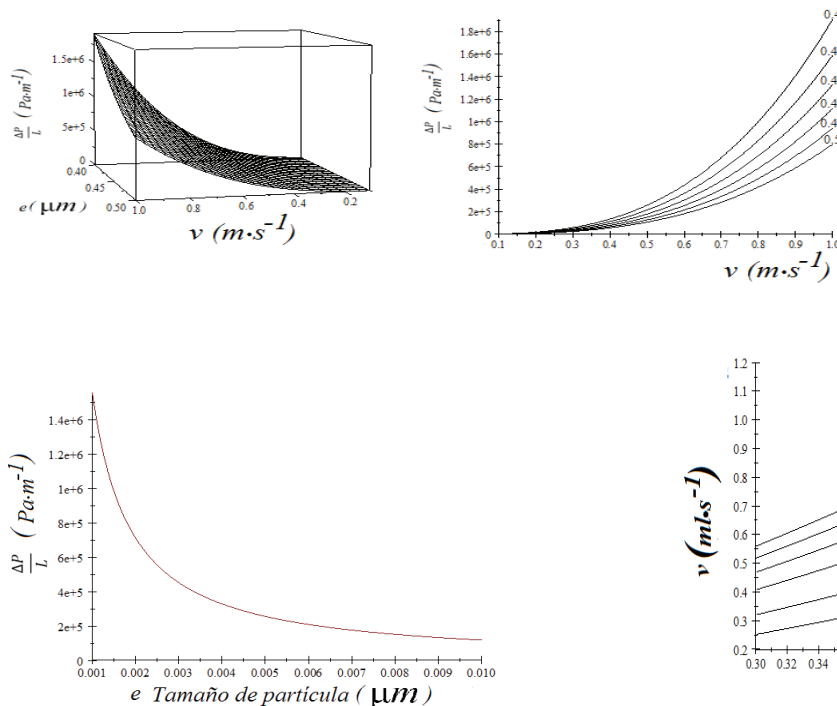 1.5e+6
1e+6
5e+5
0
ΔP/L (Pa·m⁻¹)
0.40
0.45
0.50
e (μm)
1.0 0.8 0.6 0.4 0.2
v (m·s⁻¹)
1.8e+6
1.6e+6
1.4e+6
1.2e+6
1e+6
8e+5
6e+5
4e+5
2e+5
0
ΔP/L (Pa·m⁻¹)
0.1 0.2 0.3 0.4 0.5 0.6 0.7 0.8 0.9 1.0
v (m·s⁻¹)
1.4e+6
1.2e+6
1e+6
8e+5
6e+5
4e+5
2e+5
0
ΔP/L (Pa·m⁻¹)
0.001 0.002 0.003 0.004 0.005 0.006 0.007 0.008 0.009 0.010
e Tamaño de partícula (μm)
1.2
1.1
1.0
0.9
0.8
0.7
0.6
0.5
0.4
0.3
0.2
v (ml·s⁻¹)
0.30 0.32 0.34